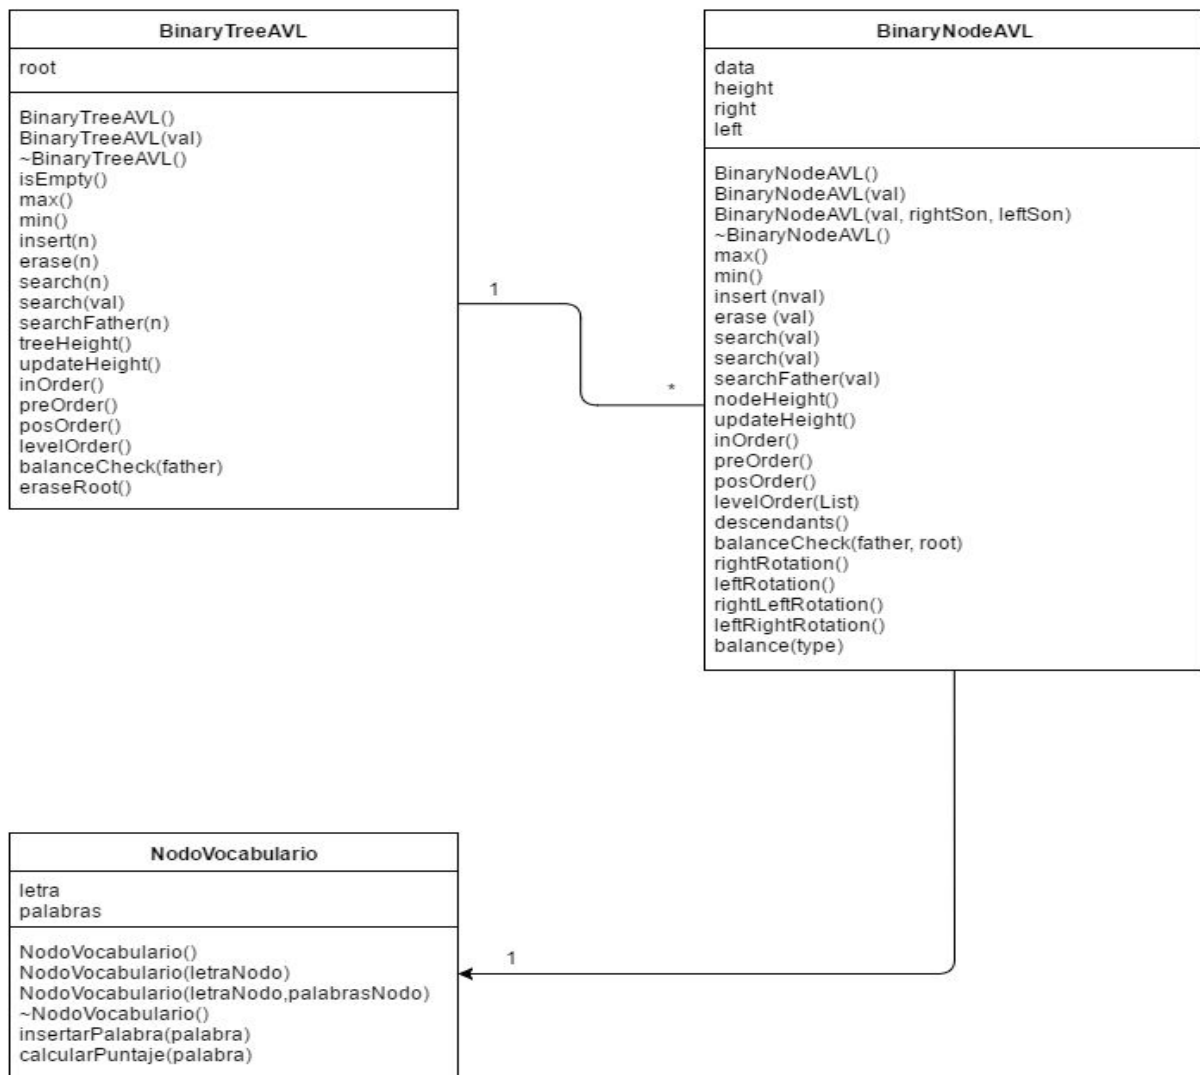 BinaryTreeAVL
root
BinaryTreeAVL()
BinaryTreeAVL(val)
~BinaryTreeAVL()
isEmpty()
max()
min()
insert(n)
erase(n)
search(n)
search(val)
searchFather(n)
treeHeight()
updateHeight()
inOrder()
preOrder()
posOrder()
levelOrder()
balanceCheck(father)
eraseRoot()
1
*
BinaryNodeAVL
data
height
right
left
BinaryNodeAVL()
BinaryNodeAVL(val)
BinaryNodeAVL(val, rightSon, leftSon)
~BinaryNodeAVL()
max()
min()
insert (nval)
erase (val)
search(val)
search(val)
searchFather(val)
nodeHeight()
updateHeight()
inOrder()
preOrder()
posOrder()
levelOrder(List)
descendants()
balanceCheck(father, root)
rightRotation()
leftRotation()
rightLeftRotation()
leftRightRotation()
balance(type)
NodoVocabulario
letra
palabras
NodoVocabulario()
NodoVocabulario(letraNodo)
NodoVocabulario(letraNodo,palabrasNodo)
~NodoVocabulario()
insertarPalabra(palabra)
calcularPuntaje(palabra)
1